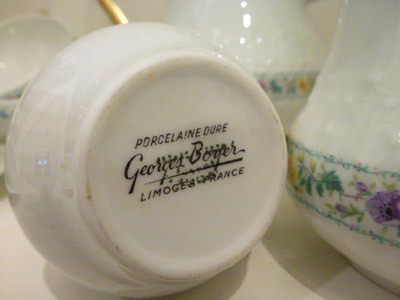 PORCELAINE DURE
Georges Boyer
LIMOGES FRANCE